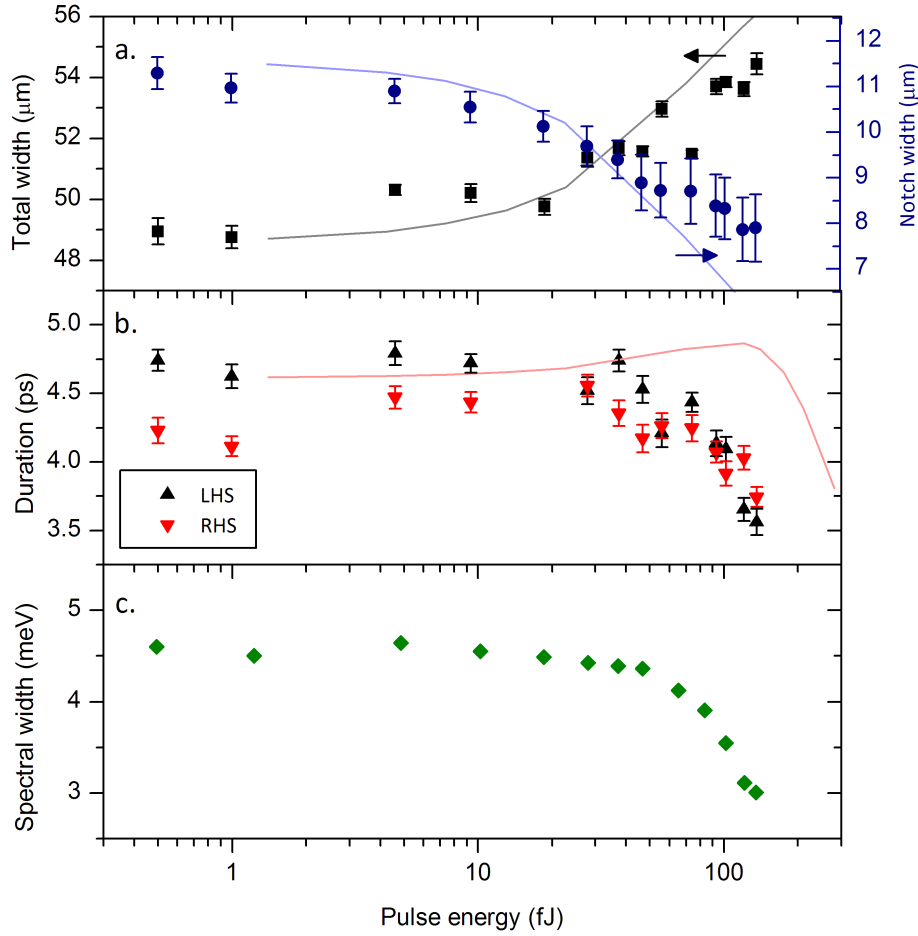 a.
56
54
52
50
48
Total width (μm)
12
11
10
9
8
7
Notch width (μm)
b.
5.0
4.5
4.0
3.5
Duration (ps)
LHS
RHS
c.
5
4
3
Spectral width (meV)
1
10
100
Pulse energy (fJ)